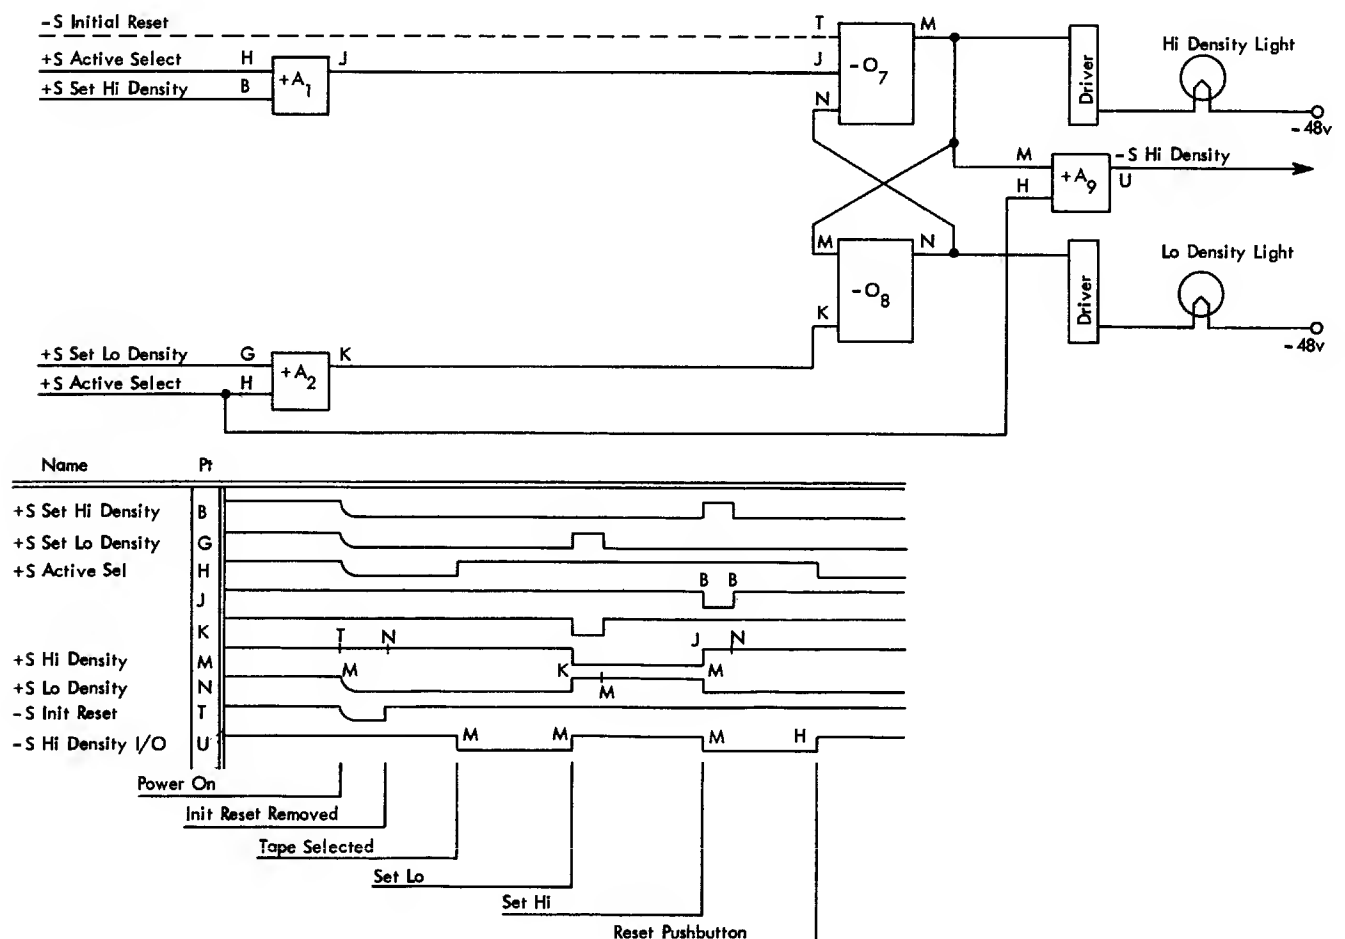 -S Initial Reset
+S Active Select H
+S Set Hi Density B
+A1
J
T
J
N
-O7
M
Driver
Hi Density Light
-48v
M
H
+A9
-S Hi Density
U
M
K
-O8
N
Driver
Lo Density Light
-48v
+S Set Lo Density G
+S Active Select H
+A2
K
Name Pt
+S Set Hi Density B
+S Set Lo Density G
+S Active Sel H
J B B
K
T N J N
+S Hi Density M
M K M
+S Lo Density N
M
-S Init Reset T
-S Hi Density I/O U M M M H
Power On
Init Reset Removed
Tape Selected
Set Lo
Set Hi
Reset Pushbutton